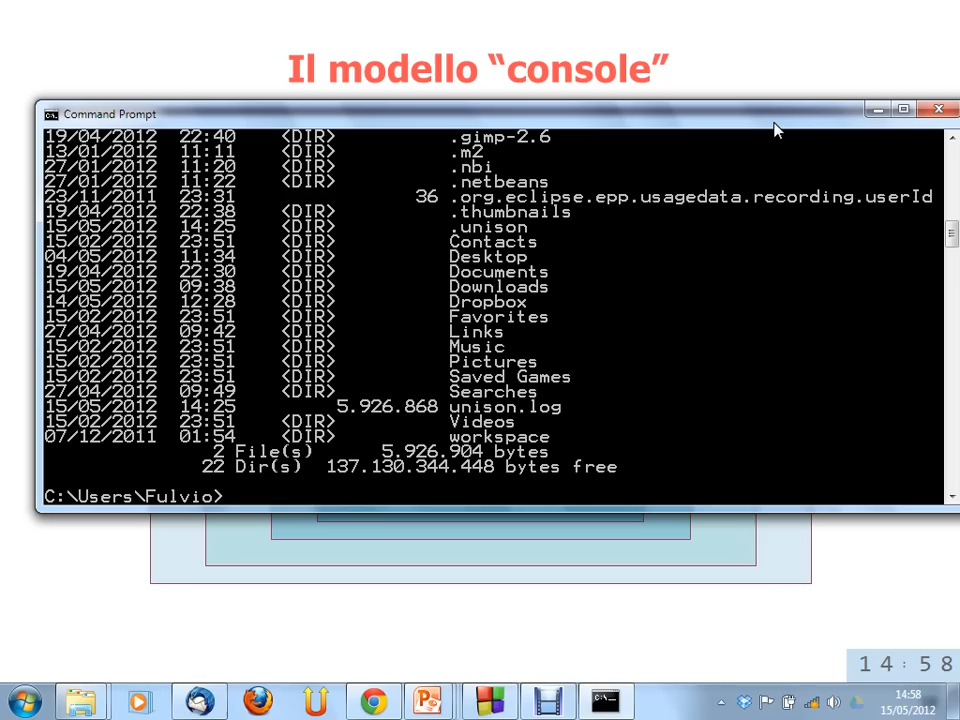 Il modello “console”
Command Prompt
19/04/2012 22:40 <DIR> .gimp-2.6
13/01/2012 11:11 <DIR> .m2
27/01/2012 11:20 <DIR> .nbi
27/01/2012 11:22 <DIR> .netbeans
23/11/2011 23:31 36 .org.eclipse.epp.usagedata.recording.userId
19/04/2012 22:38 <DIR> .thumbnails
15/05/2012 14:25 <DIR> .unison
15/02/2012 23:51 <DIR> Contacts
04/05/2012 11:34 <DIR> Desktop
19/04/2012 22:30 <DIR> Documents
15/05/2012 09:38 <DIR> Downloads
14/05/2012 12:28 <DIR> Dropbox
15/02/2012 23:51 <DIR> Favorites
27/04/2012 09:42 <DIR> Links
15/02/2012 23:51 <DIR> Music
15/02/2012 23:51 <DIR> Pictures
15/02/2012 23:51 <DIR> Saved Games
27/04/2012 09:49 <DIR> Searches
15/05/2012 14:25 5.926.868 unison.log
15/02/2012 23:51 <DIR> Videos
07/12/2011 01:54 <DIR> workspace
2 File(s) 5.926.904 bytes
22 Dir(s) 137.130.344.448 bytes free
C:\Users\Fulvio>
14:58
14:58
15/05/2012